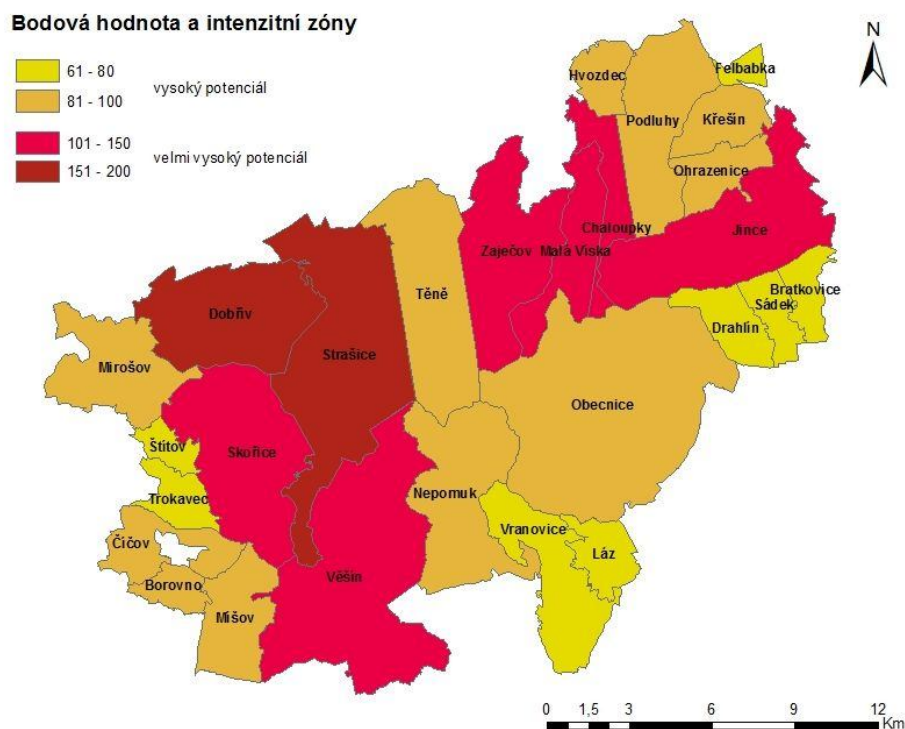 Bodová hodnota a intenzitní zóny
61 - 80
vysoký potenciál
81 - 100
101 - 150
velmi vysoký potenciál
151 - 200
N
Felbabka
Hvozdec
Podluhy
Křešín
Ohrazenice
Chaloupky
Jince
Zaječov
Malá Víska
Těně
Bratkovice
Sádek
Drahlín
Dobřív
Strašice
Mirošov
Obecnice
Štítov
Skořice
Nepomuk
Trokavec
Vranovice
Láz
Čičov
Borovno
Věšín
Míšov
0 1,5 3 6 9 12
Km